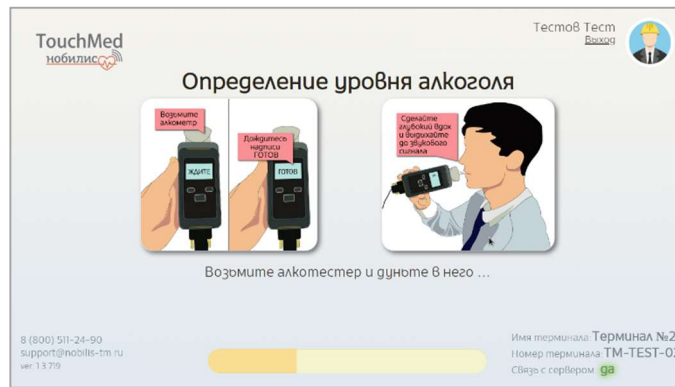 TouchMed
нобилис
Тестов Тест
Выход
Определение уровня алкоголя
Возьмите
алкометр
ЖДИТЕ
Дождитесь
надписи
ГОТОВ
ГОТОВ
Сделайте
глубокий вдох
и выдыхайте
до звукового
сигнала
Возьмите алкотестер и дуньте в него ...
8 (800) 511-24-90
support@nobilis-tm.ru
ver. 1.3.719
Имя терминала: Терминал №2
Номер терминала: TM-TEST-02
Связь с сервером: да